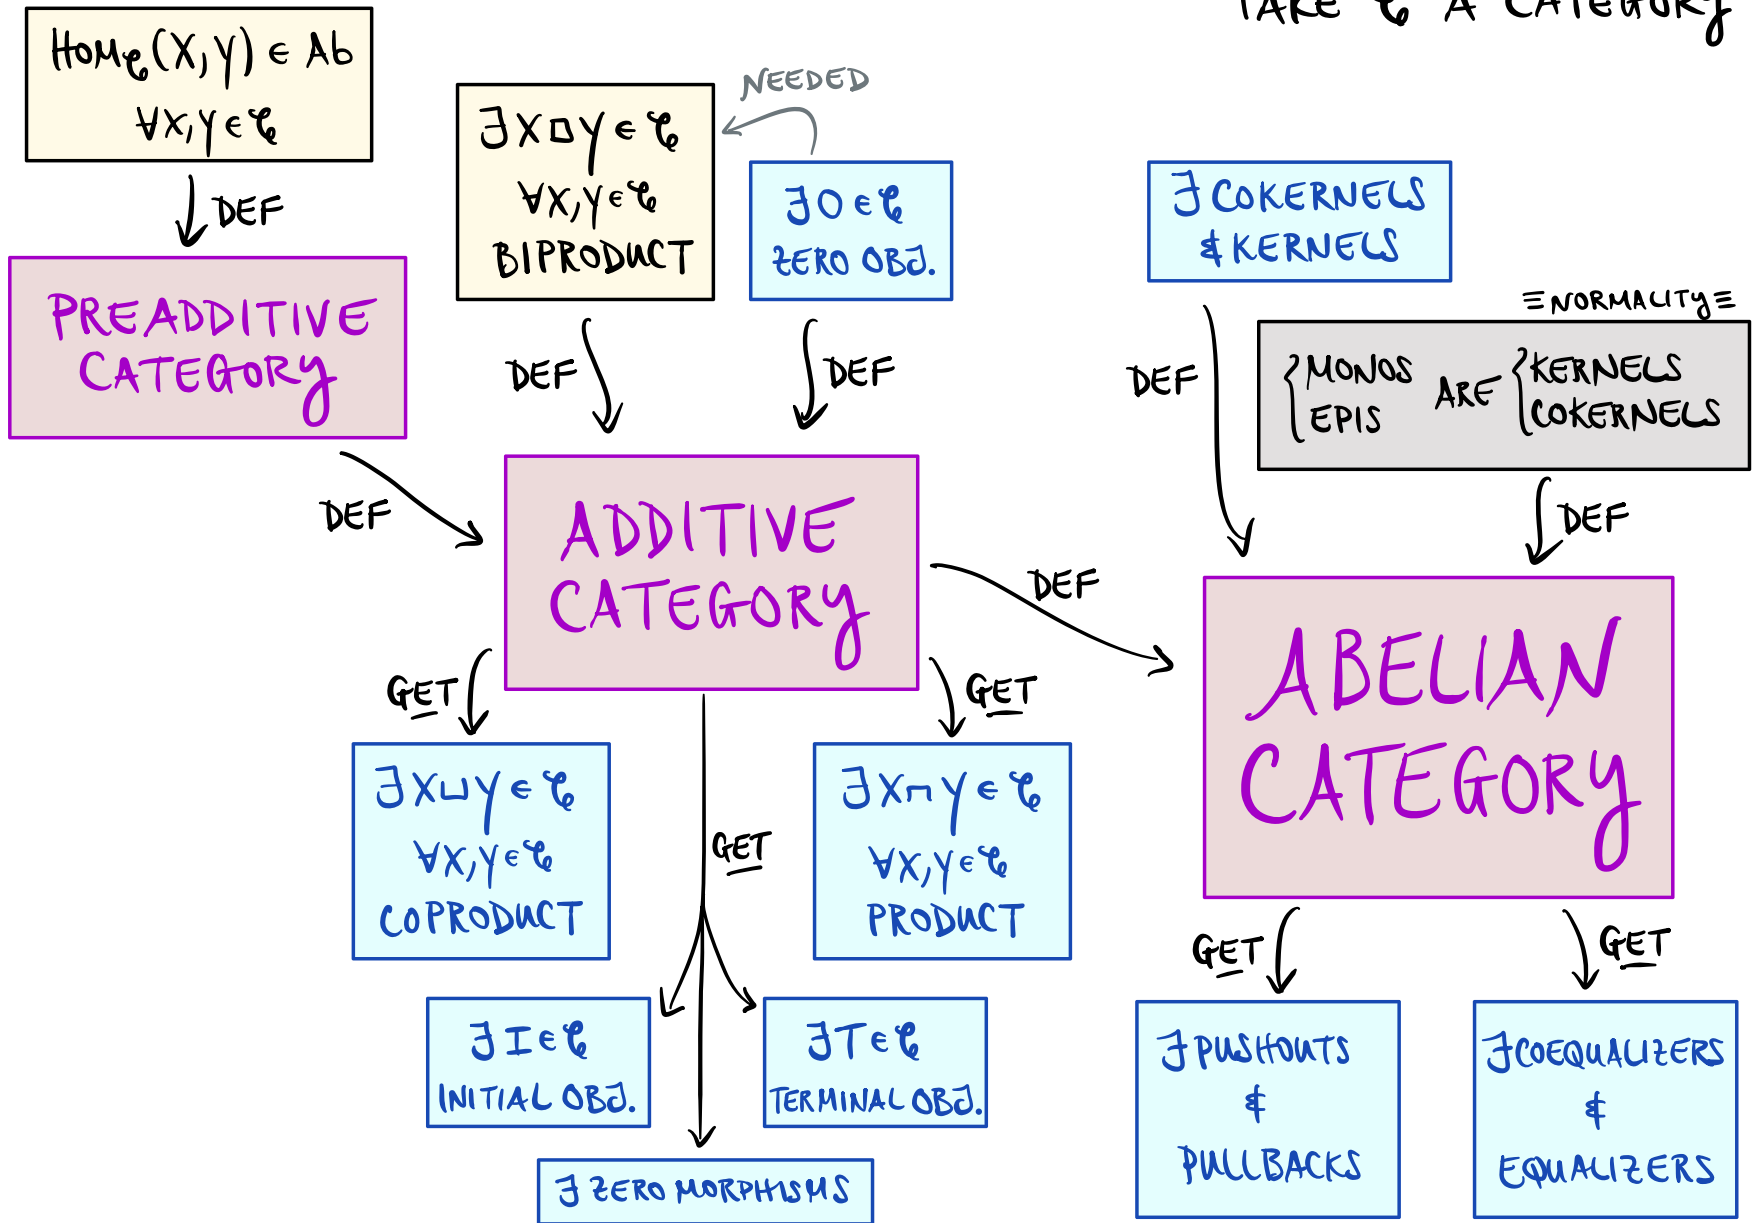 TAKE 𝒞 A CATEGORY
Hom𝒞(X,Y) ∈ Ab
∀X,Y ∈ 𝒞
DEF
PREADDITIVE
CATEGORY
∃ X □ Y ∈ 𝒞
∀X,Y ∈ 𝒞
BIPRODUCT
NEEDED
∃ 0 ∈ 𝒞
ZERO OBJ.
∃ COKERNELS
& KERNELS
≡ NORMALITY ≡
{ MONOS ARE { KERNELS
{ EPIS { COKERNELS
DEF
DEF
DEF
DEF
DEF
ADDITIVE
CATEGORY
DEF
ABELIAN
CATEGORY
GET
GET
∃ X ⊔ Y ∈ 𝒞
∀X,Y ∈ 𝒞
COPRODUCT
GET
∃ X ⊓ Y ∈ 𝒞
∀X,Y ∈ 𝒞
PRODUCT
GET
GET
∃ I ∈ 𝒞
INITIAL OBJ.
∃ T ∈ 𝒞
TERMINAL OBJ.
∃ ZERO MORPHISMS
∃ PUSHOUTS
&
PULLBACKS
∃ COEQUALIZERS
&
EQUALIZERS